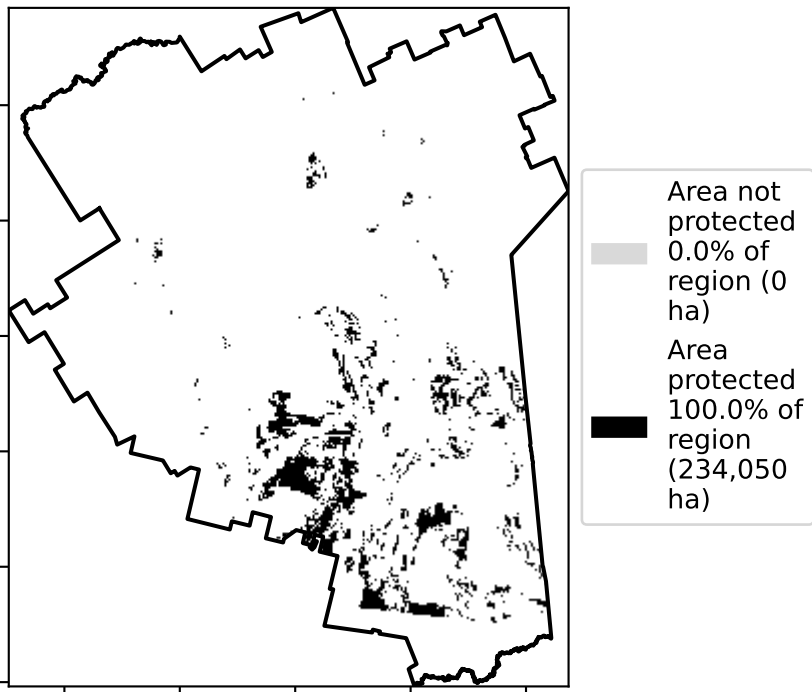 Area not
protected
0.0% of
region (0
ha)
Area
protected
100.0% of
region
(234,050
ha)